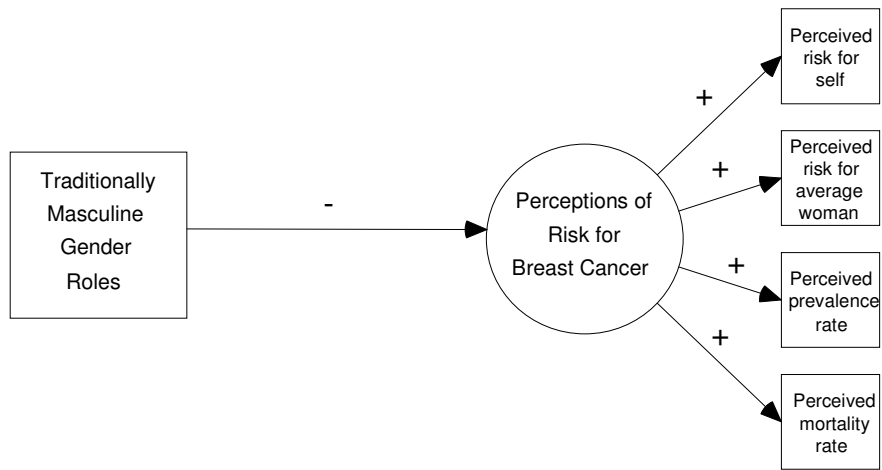 Traditionally
Masculine
Gender
Roles
-
Perceptions of
Risk for
Breast Cancer
+
Perceived
risk for
self
+
Perceived
risk for
average
woman
+
Perceived
prevalence
rate
+
Perceived
mortality
rate